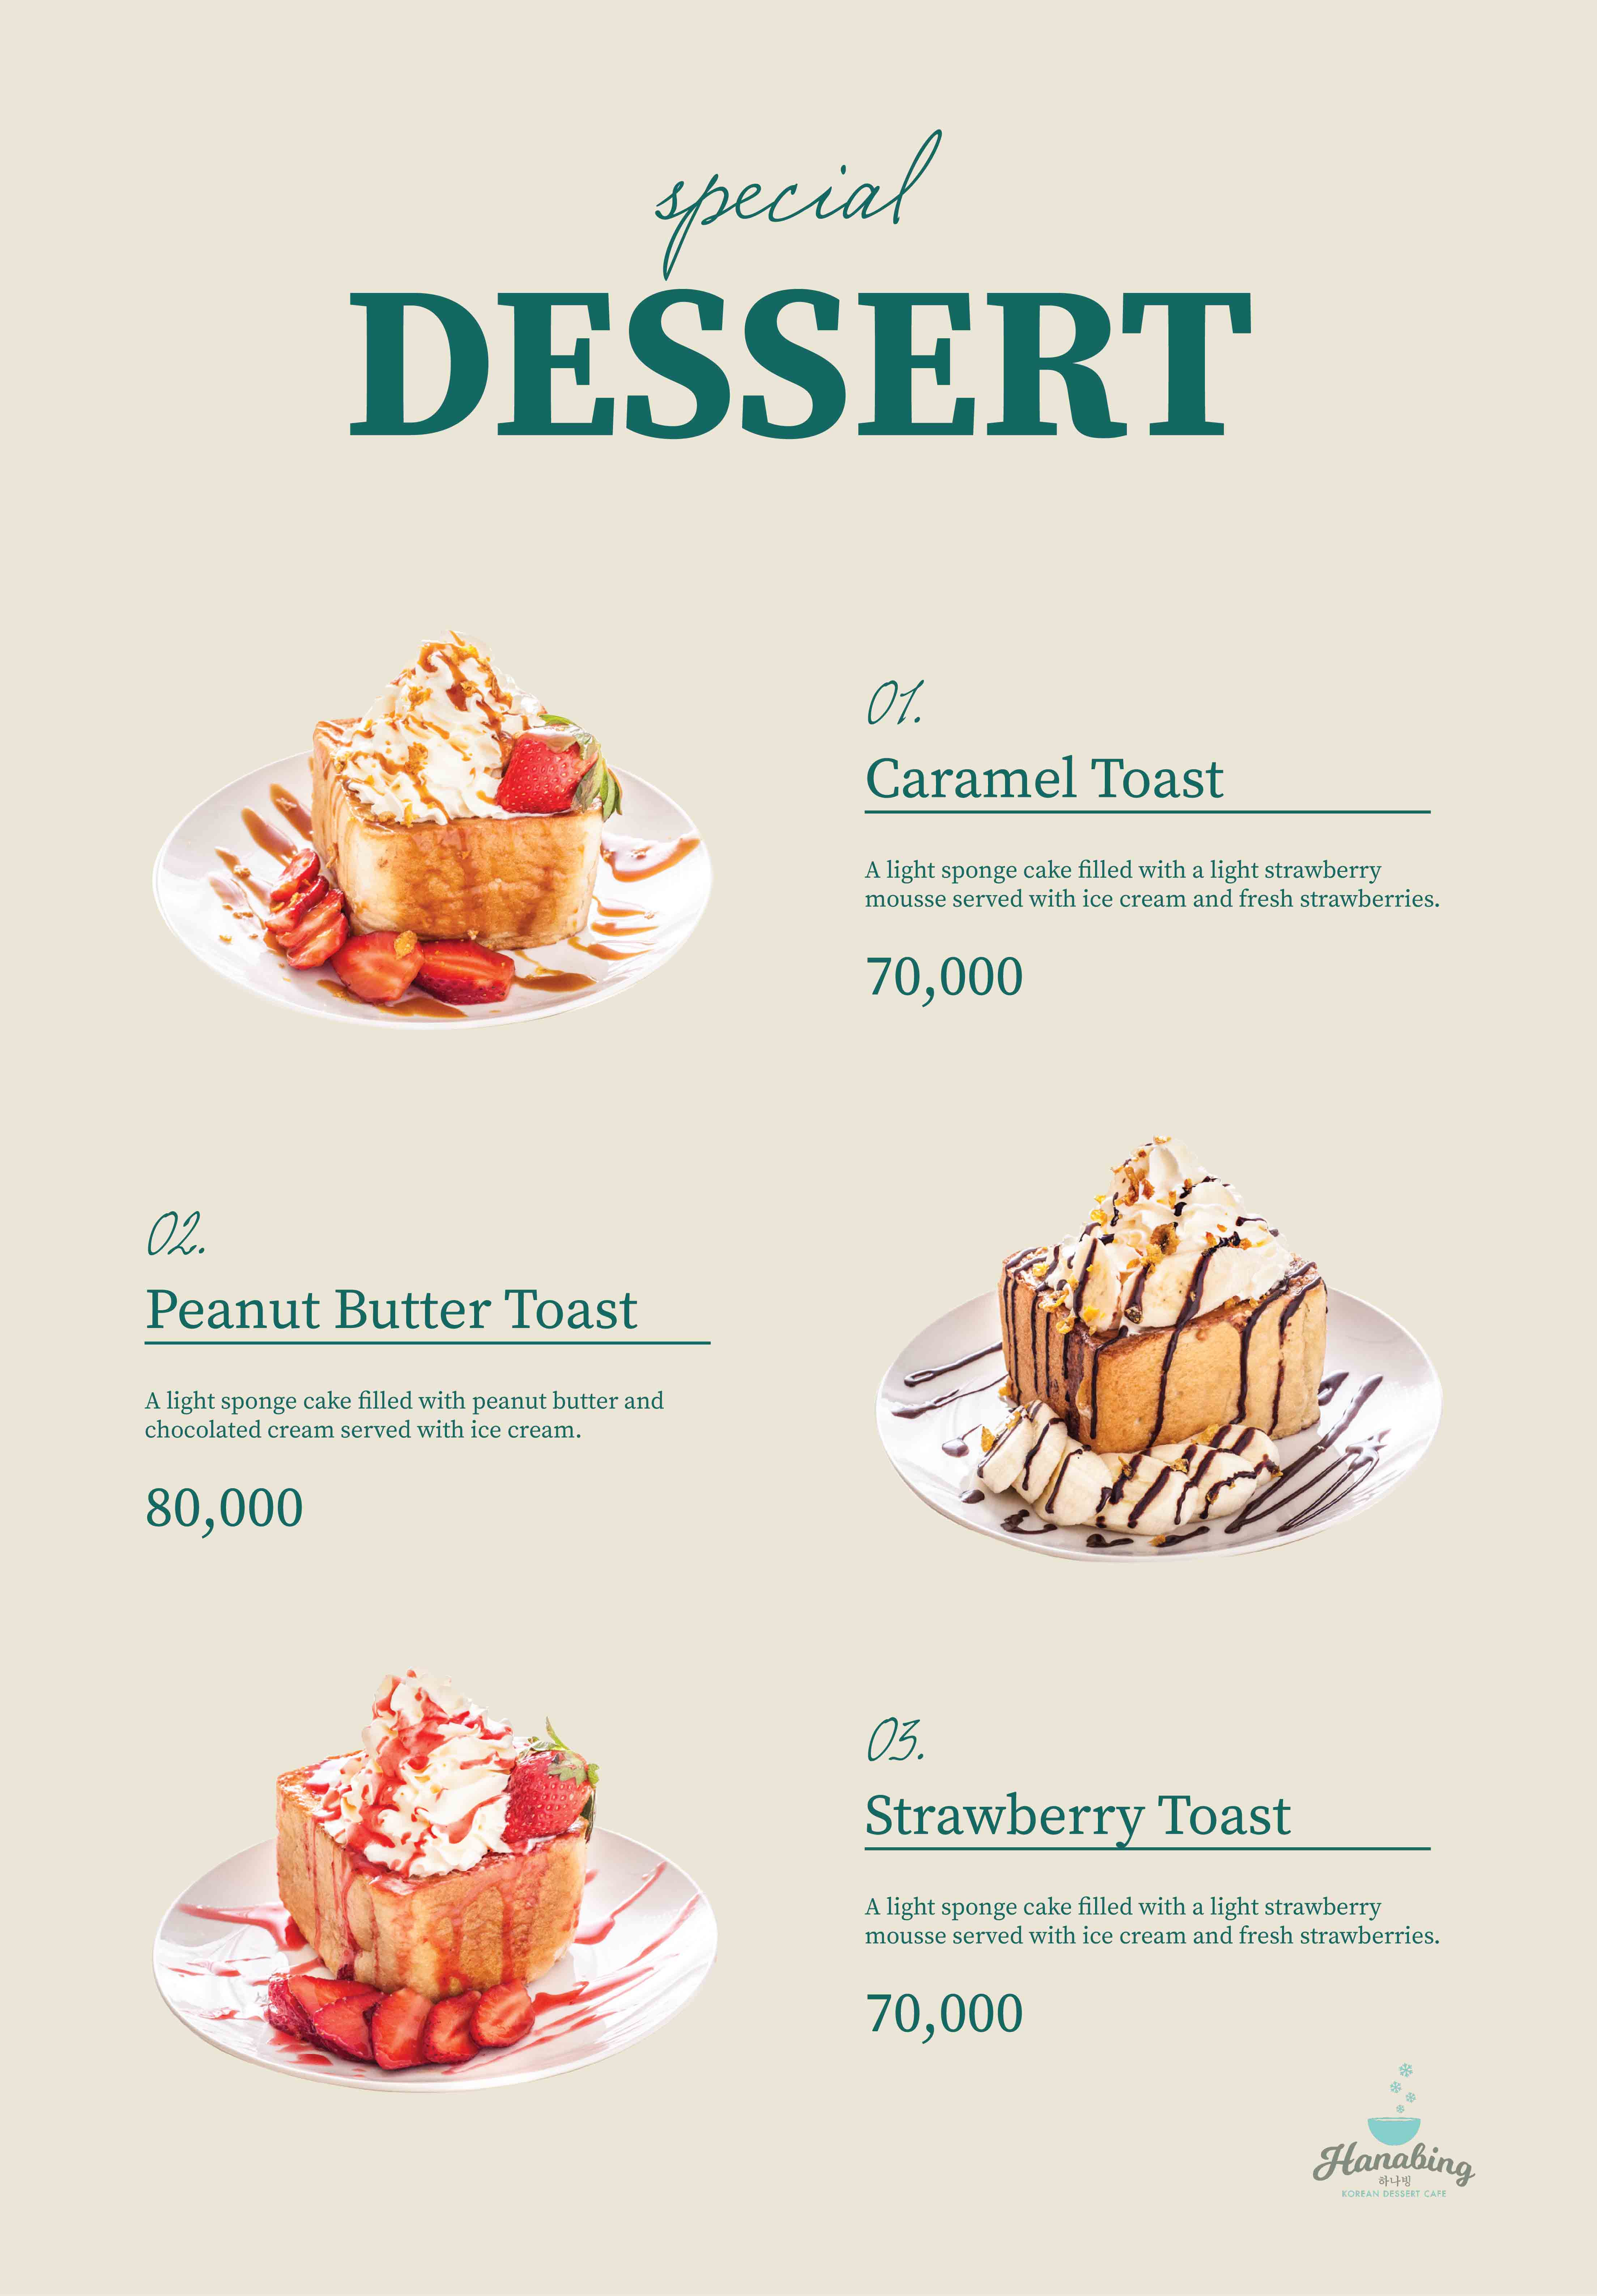 special
DESSERT
01.
Caramel Toast
A light sponge cake filled with a light strawberry
mousse served with ice cream and fresh strawberries.
70,000
02.
Peanut Butter Toast
A light sponge cake filled with peanut butter and
chocolated cream served with ice cream.
80,000
03.
Strawberry Toast
A light sponge cake filled with a light strawberry
mousse served with ice cream and fresh strawberries.
70,000
Hanabing
하나빙
KOREAN DESSERT CAFE